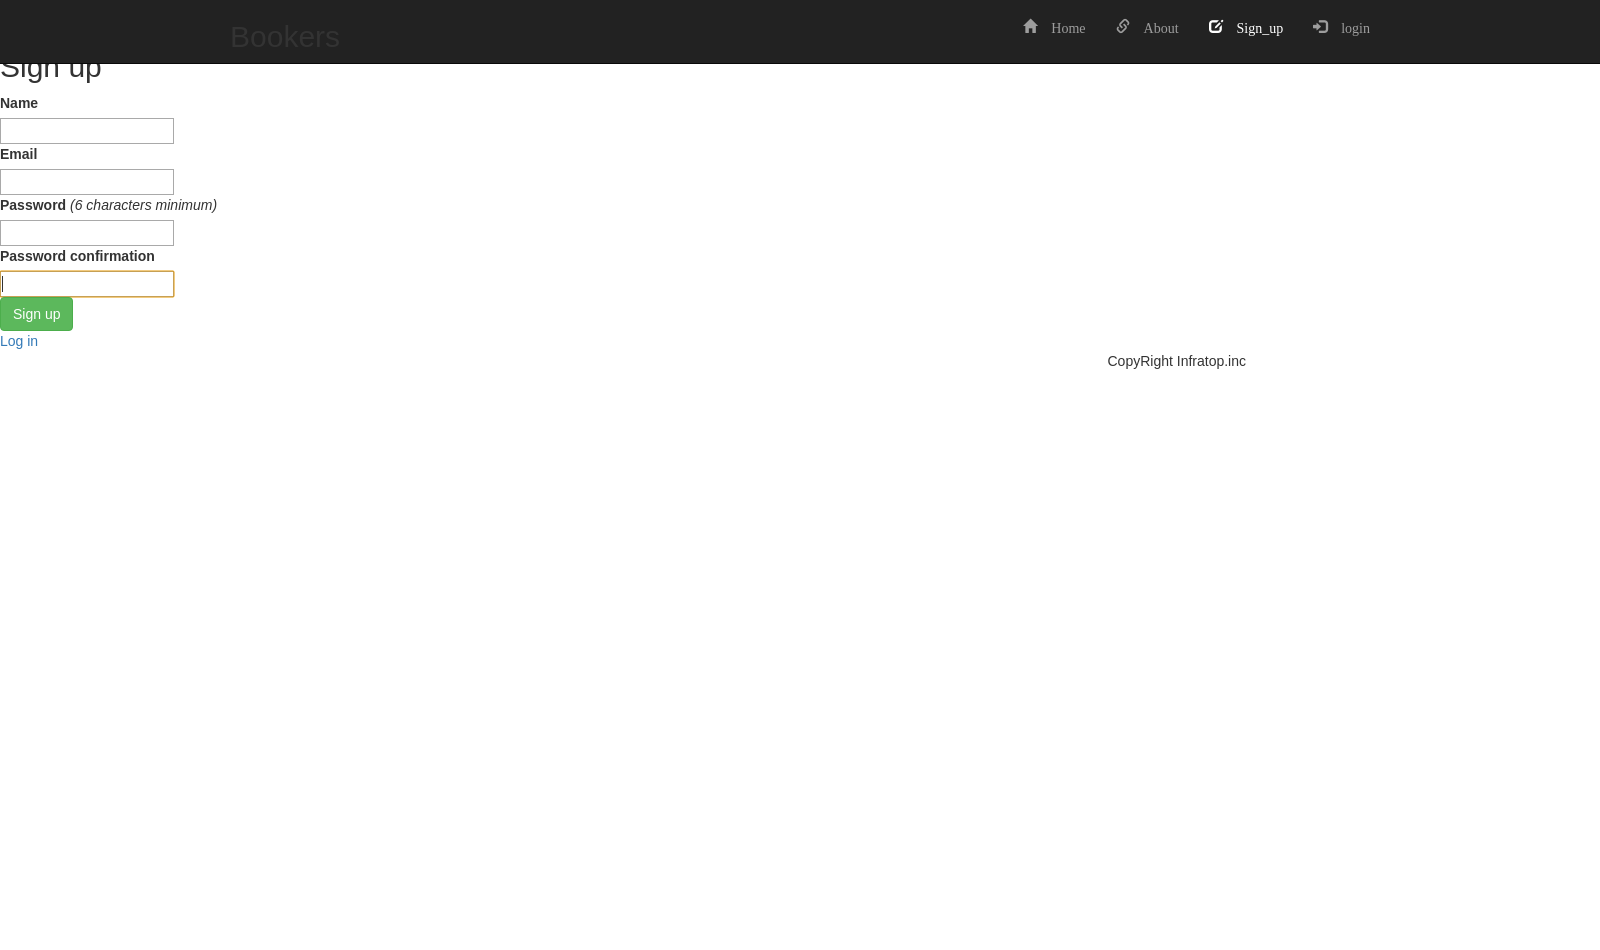 Bookers
Home
About
Sign_up
login
Sign up
Name
Email
Password (6 characters minimum)
Password confirmation
Sign up
Log in
CopyRight Infratop.inc